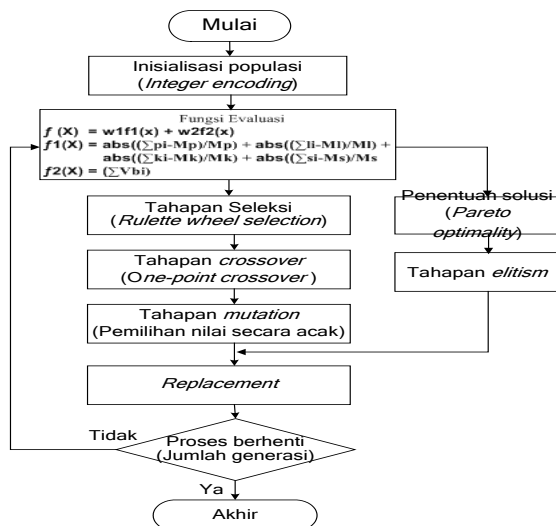 Mulai
Inisialisasi populasi
(Integer encoding)
Fungsi Evaluasi
f (X) = w1f1(x) + w2f2(x)
f1(X) = abs((∑pi-Mp)/Mp) + abs((∑li-Ml)/Ml) +
abs((∑ki-Mk)/Mk) + abs((∑si-Ms)/Ms
f2(X) = (∑Vbi)
Tahapan Seleksi
(Rulette wheel selection)
Tahapan crossover
(One-point crossover)
Tahapan mutation
(Pemilihan nilai secara acak)
Penentuan solusi
(Pareto
optimality)
Tahapan elitism
Replacement
Tidak
Proses berhenti
(Jumlah generasi)
Ya
Akhir